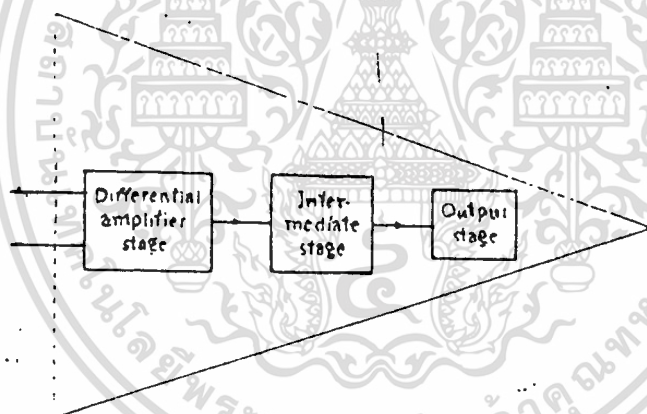 Differential
amplifier
stage
Inter-
mediate
stage
Output
stage